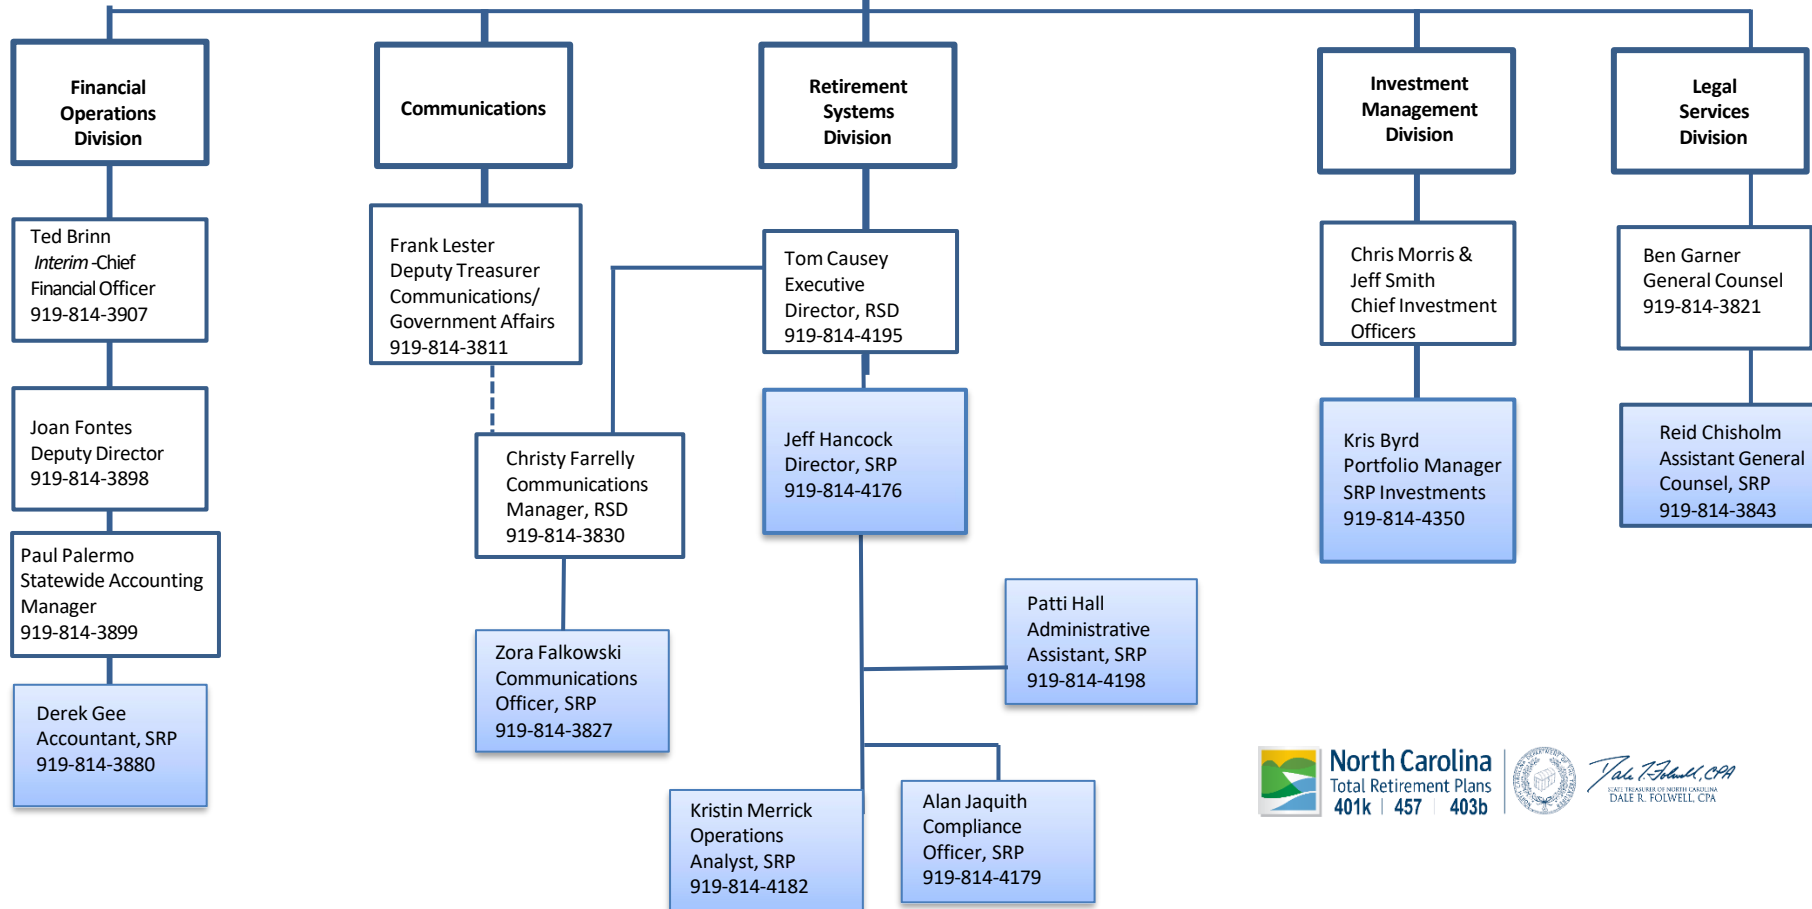 Financial
Operations
Division
Communications
Retirement
Systems
Division
Investment
Management
Division
Legal
Services
Division
Ted Brinn
Interim -Chief
Financial Officer
919-814-3907
Frank Lester
Deputy Treasurer
Communications/
Government Affairs
919-814-3811
Tom Causey
Executive
Director, RSD
919-814-4195
Chris Morris &
Jeff Smith
Chief Investment
Officers
Ben Garner
General Counsel
919-814-3821
Joan Fontes
Deputy Director
919-814-3898
Christy Farrelly
Communications
Manager, RSD
919-814-3830
Jeff Hancock
Director, SRP
919-814-4176
Kris Byrd
Portfolio Manager
SRP Investments
919-814-4350
Reid Chisholm
Assistant General
Counsel, SRP
919-814-3843
Paul Palermo
Statewide Accounting
Manager
919-814-3899
Zora Falkowski
Communications
Officer, SRP
919-814-3827
Patti Hall
Administrative
Assistant, SRP
919-814-4198
Derek Gee
Accountant, SRP
919-814-3880
Kristin Merrick
Operations
Analyst, SRP
919-814-4182
Alan Jaquith
Compliance
Officer, SRP
919-814-4179
North Carolina
Total Retirement Plans
401k | 457 | 403b
STATE TREASURER OF NORTH CAROLINA
DALE R. FOLWELL, CPA